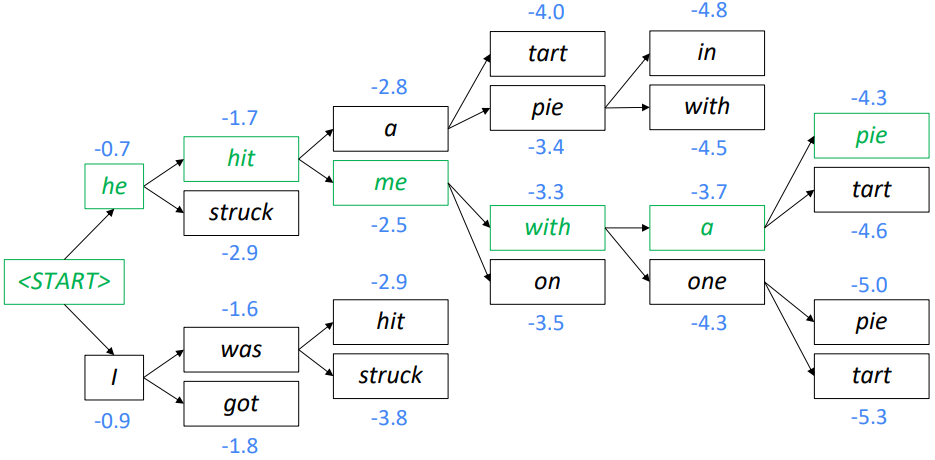 -4.0 -4.8
tart in
-2.8
-1.7 a pie with -4.3
-0.7 hit -3.4 -4.5 pie
he me
struck -3.3 -3.7 tart
-2.5 with a
-2.9 -4.6
<START> -2.9 on one -5.0
-1.6 hit -3.5 -4.3 pie
was
I struck tart
got
-0.9 -3.8 -5.3
-1.8